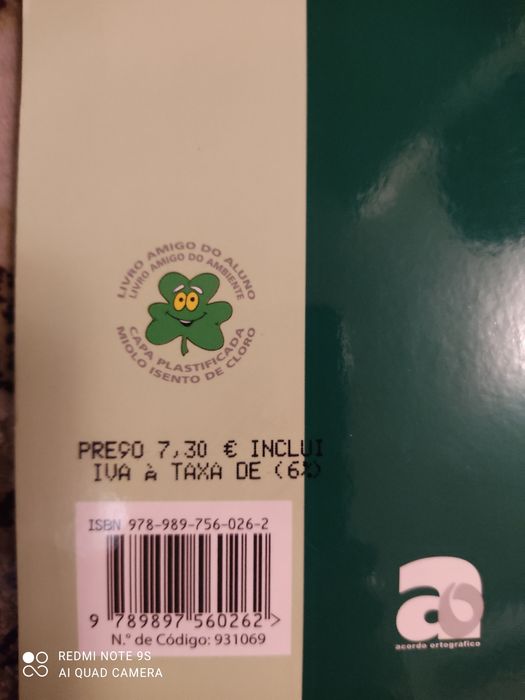 LIVRO AMIGO DO ALUNO
LIVRO AMIGO DO AMBIENTE
CAPA PLASTIFICADA
MIOLO ISENTO DE CLORO
PREÇO 7,30 € INCLUI
IVA à TAXA DE (6%)
ISBN 978-989-756-026-2
9 789897 560262 >
N.º de Código: 931069
a
acordo ortográfico
REDMI NOTE 9S
AI QUAD CAMERA